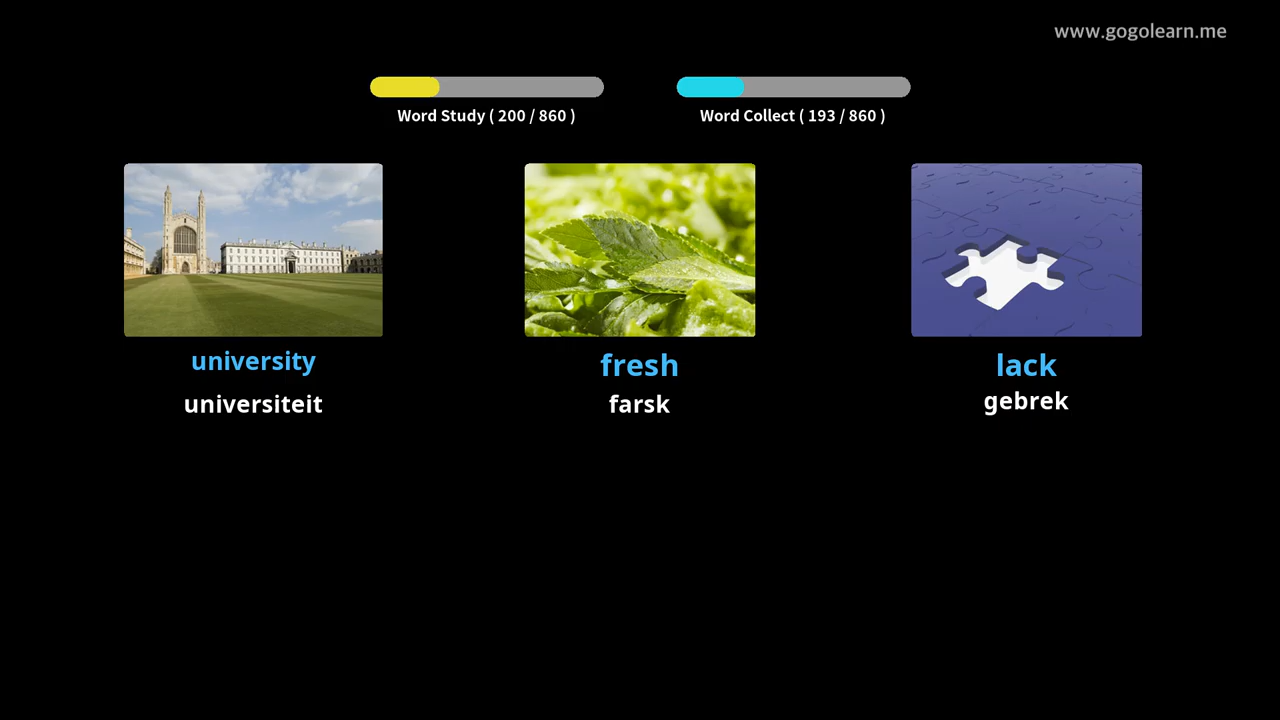 www.gogolearn.me
Word Study ( 200 / 860 )
Word Collect ( 193 / 860 )
university
universiteit
fresh
farsk
lack
gebrek